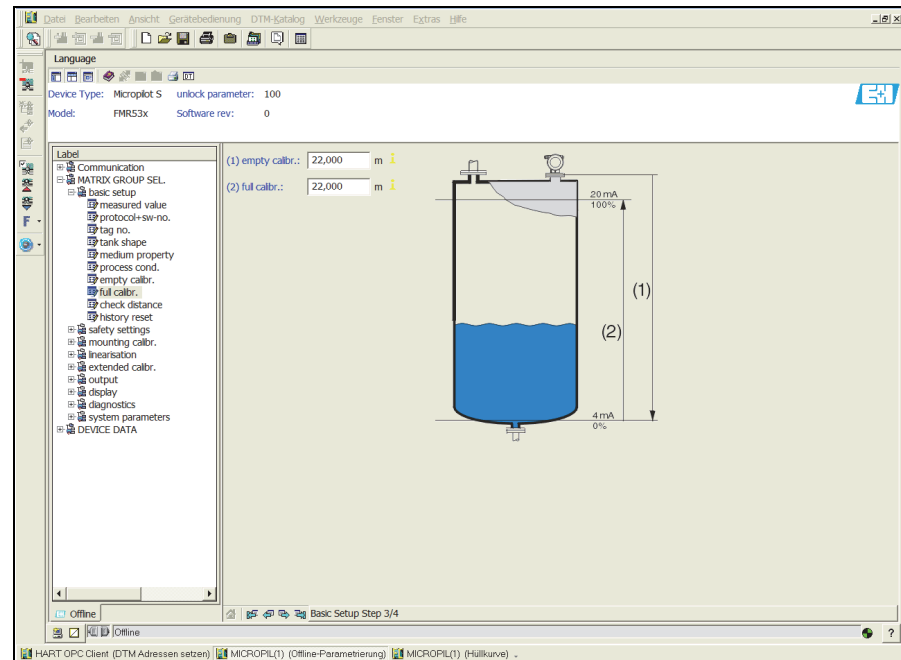 Datei Bearbeiten Ansicht Gerätebedienung DTM-Katalog Werkzeuge Fenster Extras Hilfe
Language
Device Type: Micropilot S unlock parameter: 100
Model: FMR53x Software rev: 0
E+H
Label
Communication
MATRIX GROUP SEL.
basic setup
measured value
protocol+sw-no.
tag no.
tank shape
medium property
process cond.
empty calibr.
full calibr.
check distance
history reset
safety settings
mounting calibr.
linearisation
extended calibr.
output
display
diagnostics
system parameters
DEVICE DATA
F
(1) empty calibr.: 22,000 m
(2) full calibr.: 22,000 m
20 mA
100%
(1)
(2)
4 mA
0%
Offline
Basic Setup Step 3/4
Offline
?
HART OPC Client (DTM Adressen setzen) MICROPIL(1) (Offline-Parametrierung) MICROPIL(1) (Hüllkurve)